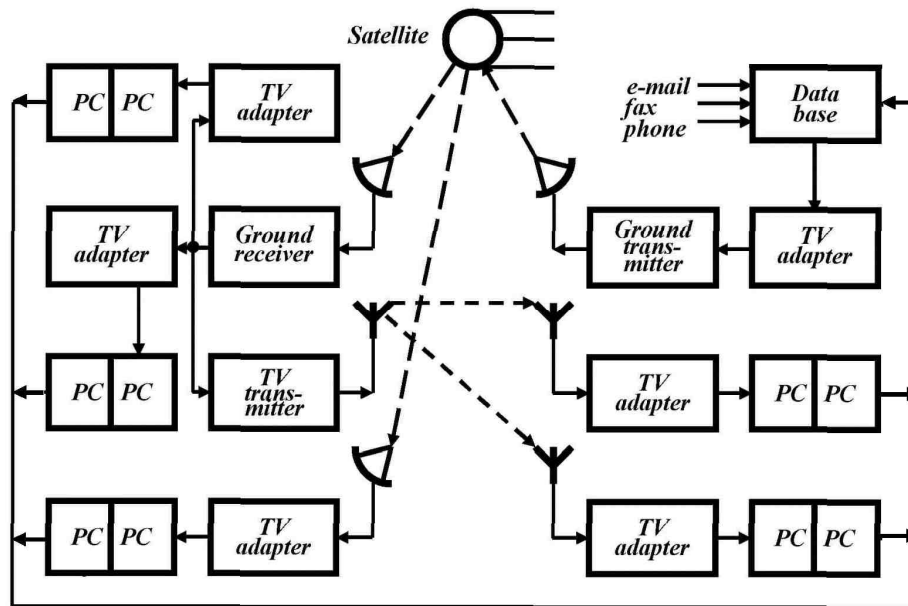 Satellite
PC PC
TV
adapter
e-mail
fax
phone
Data
base
TV
adapter
Ground
receiver
Ground
trans-
mitter
TV
adapter
PC PC
TV
trans-
mitter
TV
adapter
PC PC
PC PC
TV
adapter
TV
adapter
PC PC